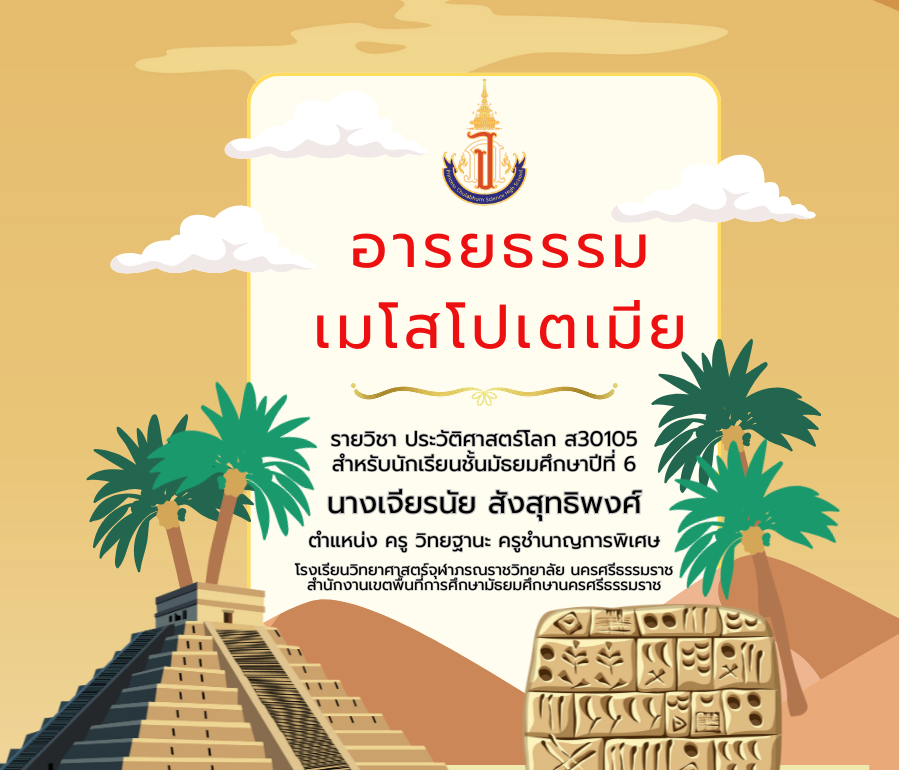 Princess Chulabhorn Science High School
อารยธรรม
เมโสโปเตเมีย
รายวิชา ประวัติศาสตร์โลก ส30105
สำหรับนักเรียนชั้นมัธยมศึกษาปีที่ 6
นางเจียรนัย สังสุทธิพงศ์
ตำแหน่ง ครู วิทยฐานะ ครูชำนาญการพิเศษ
โรงเรียนวิทยาศาสตร์จุฬาภรณราชวิทยาลัย นครศรีธรรมราช
สำนักงานเขตพื้นที่การศึกษามัธยมศึกษานครศรีธรรมราช